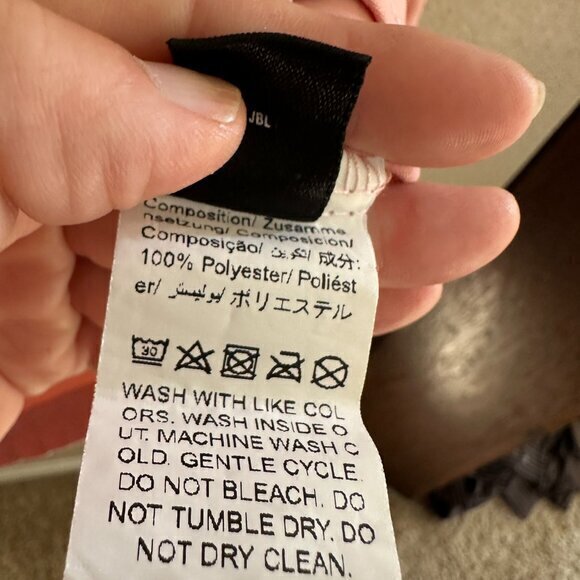 JBL
Composition/ Zusamme
nsetzung/ Composición/
Composição/ تكوين/ 成分:
100% Polyester/ Poliést
er/ بوليستر/ ポリエステル
30
WASH WITH LIKE COL
ORS. WASH INSIDE O
UT. MACHINE WASH C
OLD. GENTLE CYCLE.
DO NOT BLEACH. DO
NOT TUMBLE DRY. DO
NOT DRY CLEAN.